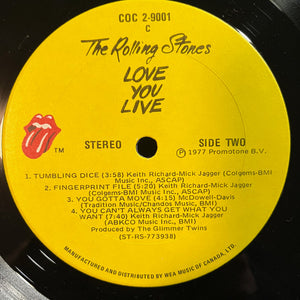 COC 2-9001
C
The Rolling Stones
LOVE
YOU
LIVE
STEREO
SIDE TWO
TM
℗ 1977 Promotone B.V.
1. TUMBLING DICE (3:58) Keith Richard-Mick Jagger (Colgems-BMI
Music Inc., ASCAP)
2. FINGERPRINT FILE (5:20) Keith Richard-Mick Jagger
(Colgems-BMI Music Inc., ASCAP)
3. YOU GOTTA MOVE (4:15) McDowell-Davis
(Tradition Music/Chandos Music, BMI)
4. YOU CAN'T ALWAYS GET WHAT YOU
WANT (7:40) Keith Richard-Mick Jagger
(ABKCO Music Inc., BMI)
Produced by The Glimmer Twins
(ST-RS-773938)
MANUFACTURED AND DISTRIBUTED BY WEA MUSIC OF CANADA, LTD.